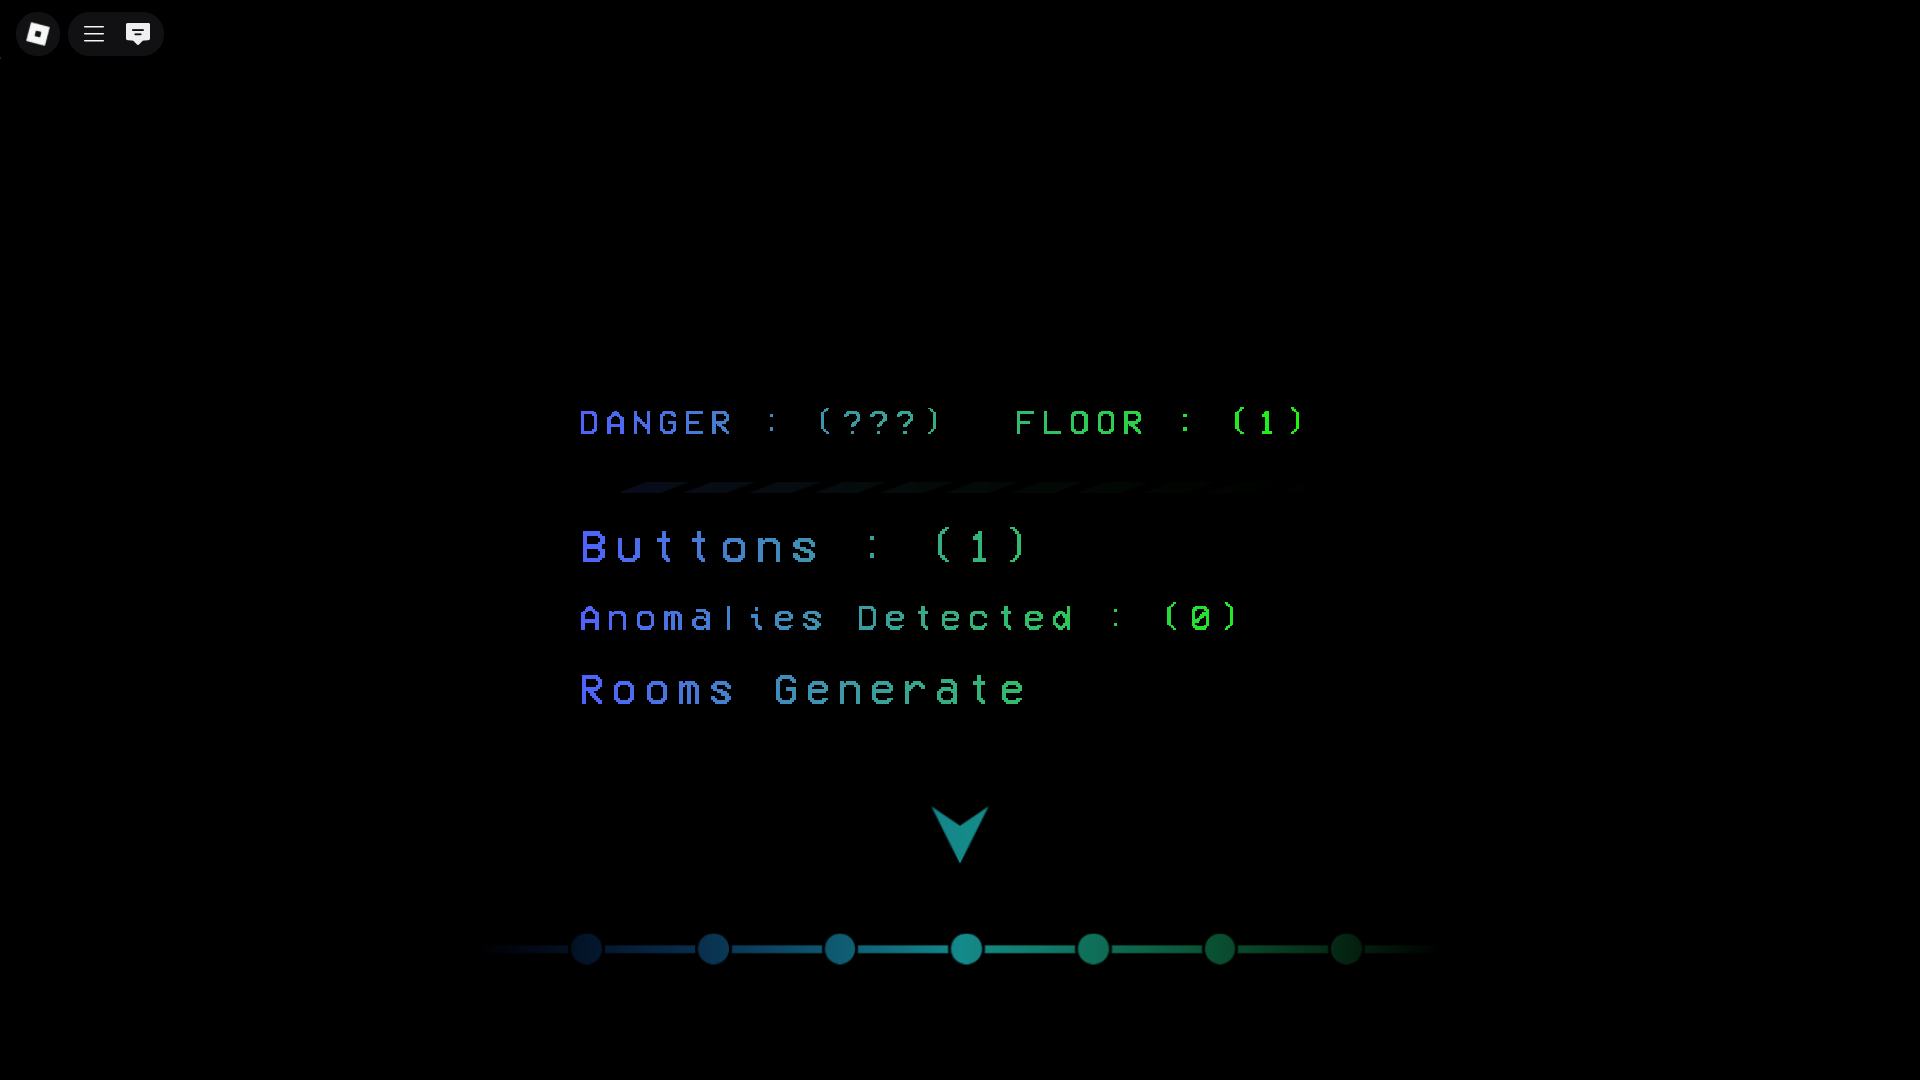 DANGER : (???) FLOOR : (1)
Buttons : (1)
Anomalies Detected : (0)
Rooms Generate